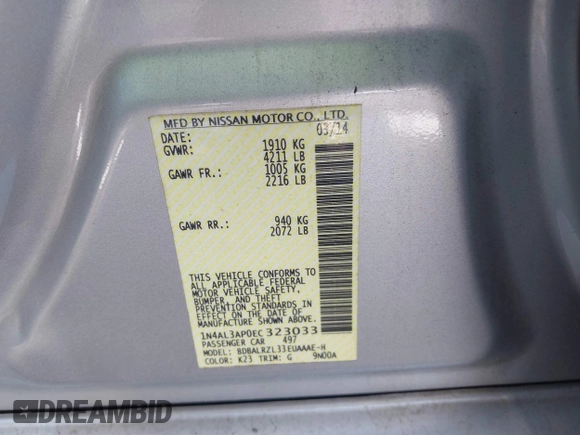 MFD BY NISSAN MOTOR CO., LTD.
DATE: 03/14
GVWR: 1910 KG
4211 LB
GAWR FR.: 1005 KG
2216 LB
GAWR RR.: 940 KG
2072 LB
THIS VEHICLE CONFORMS TO
ALL APPLICABLE FEDERAL
MOTOR VEHICLE SAFETY,
BUMPER, AND THEFT
PREVENTION STANDARDS IN
EFFECT ON THE DATE OF
MANUFACTURE SHOWN ABOVE.
1N4AL3AP0EC323033
PASSENGER CAR 497
MODEL: BDBALRZL33EUAAAE-H
COLOR: K23 TRIM: G 9N00A
DREAMBID